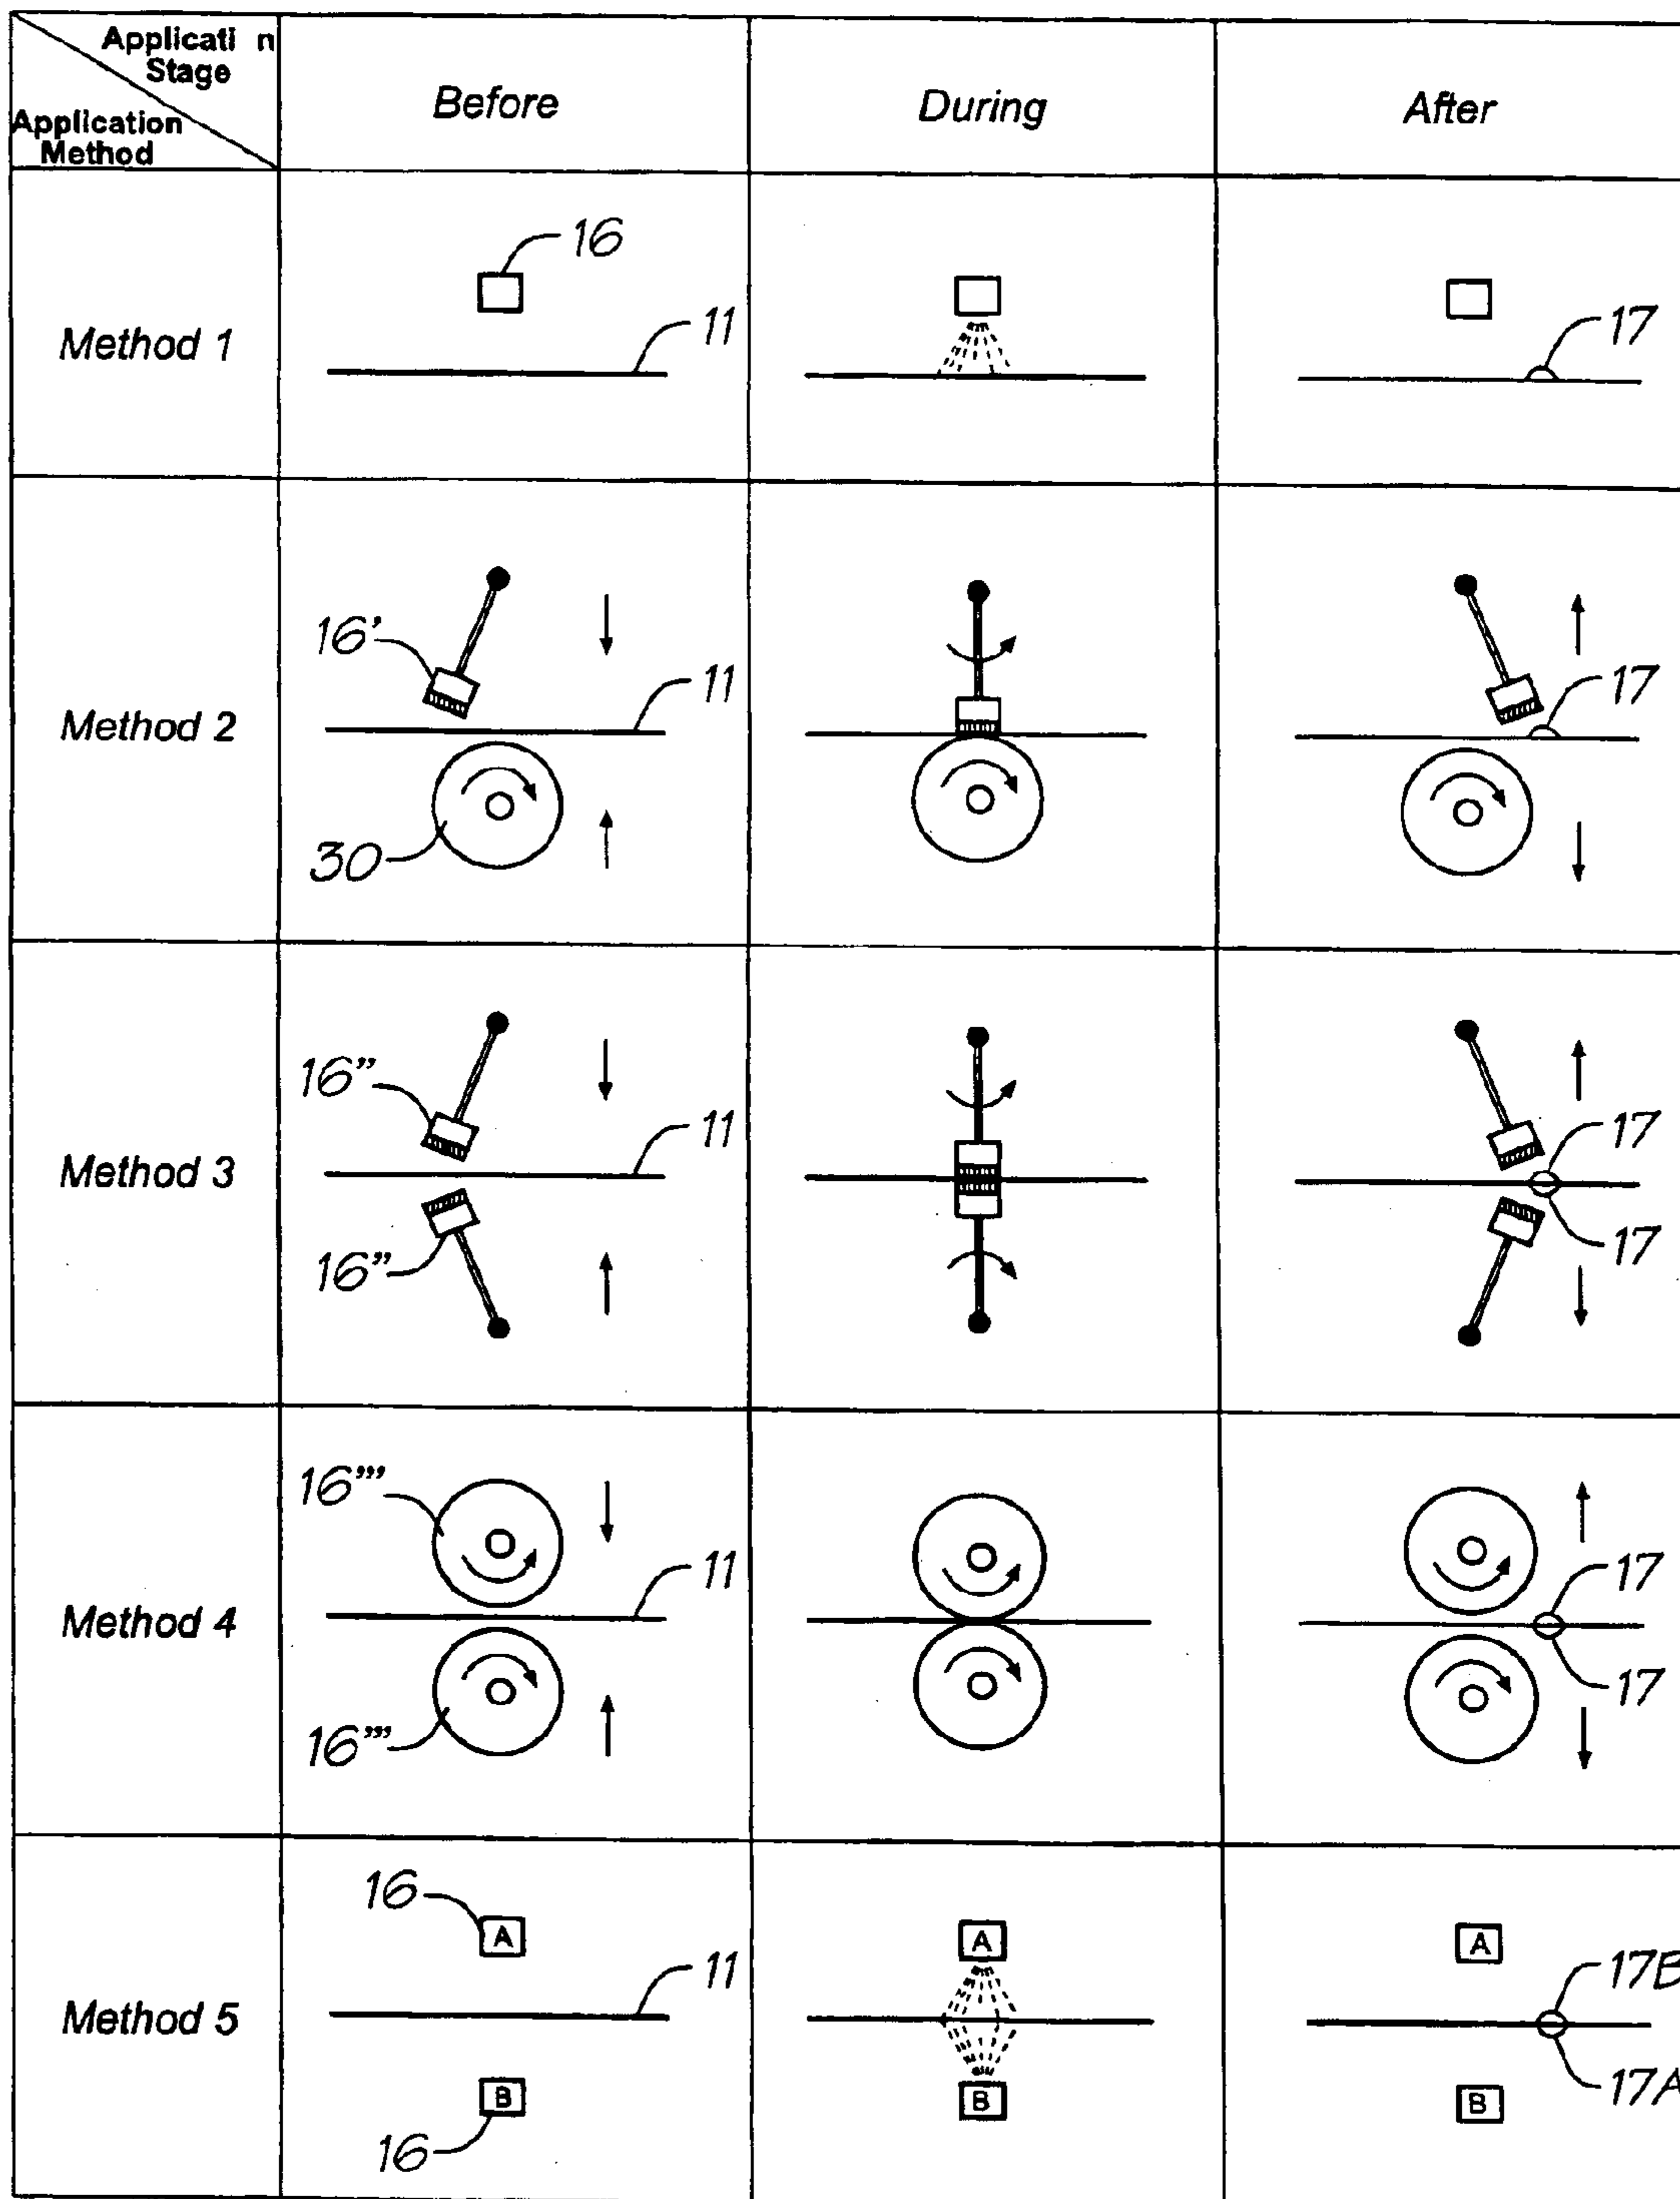 Applicati n
Stage
Application
Method
Before
During
After
Method 1
16
11
17
Method 2
16'
11
30
17
Method 3
16”
11
16”
17
17
Method 4
16”’
11
16”’
17
17
Method 5
16
A
11
B
16
A
B
A
17B
17A
B